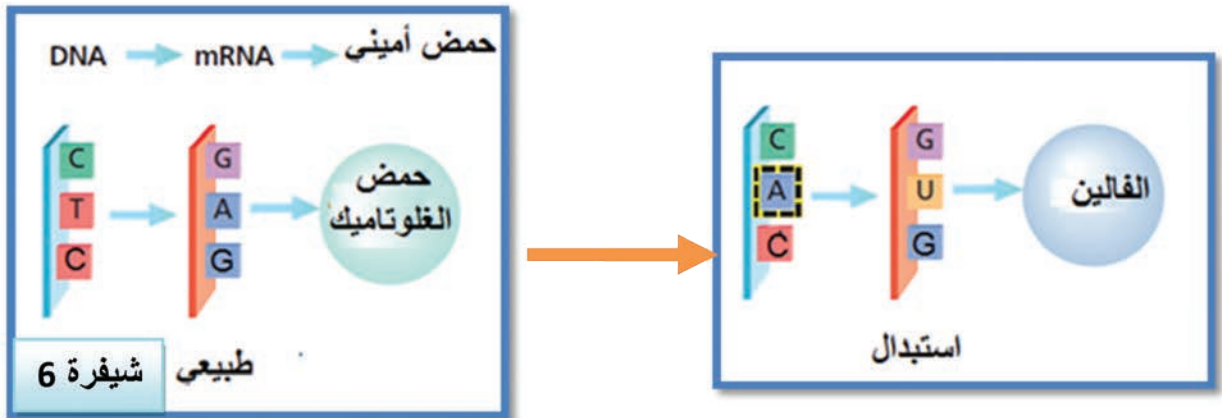 DNA mRNA حمض أميني
C G
T A
C G
حمض
الغلوتاميك
طبيعي
شيفرة 6
C G
A U
C G
الفالين
استبدال